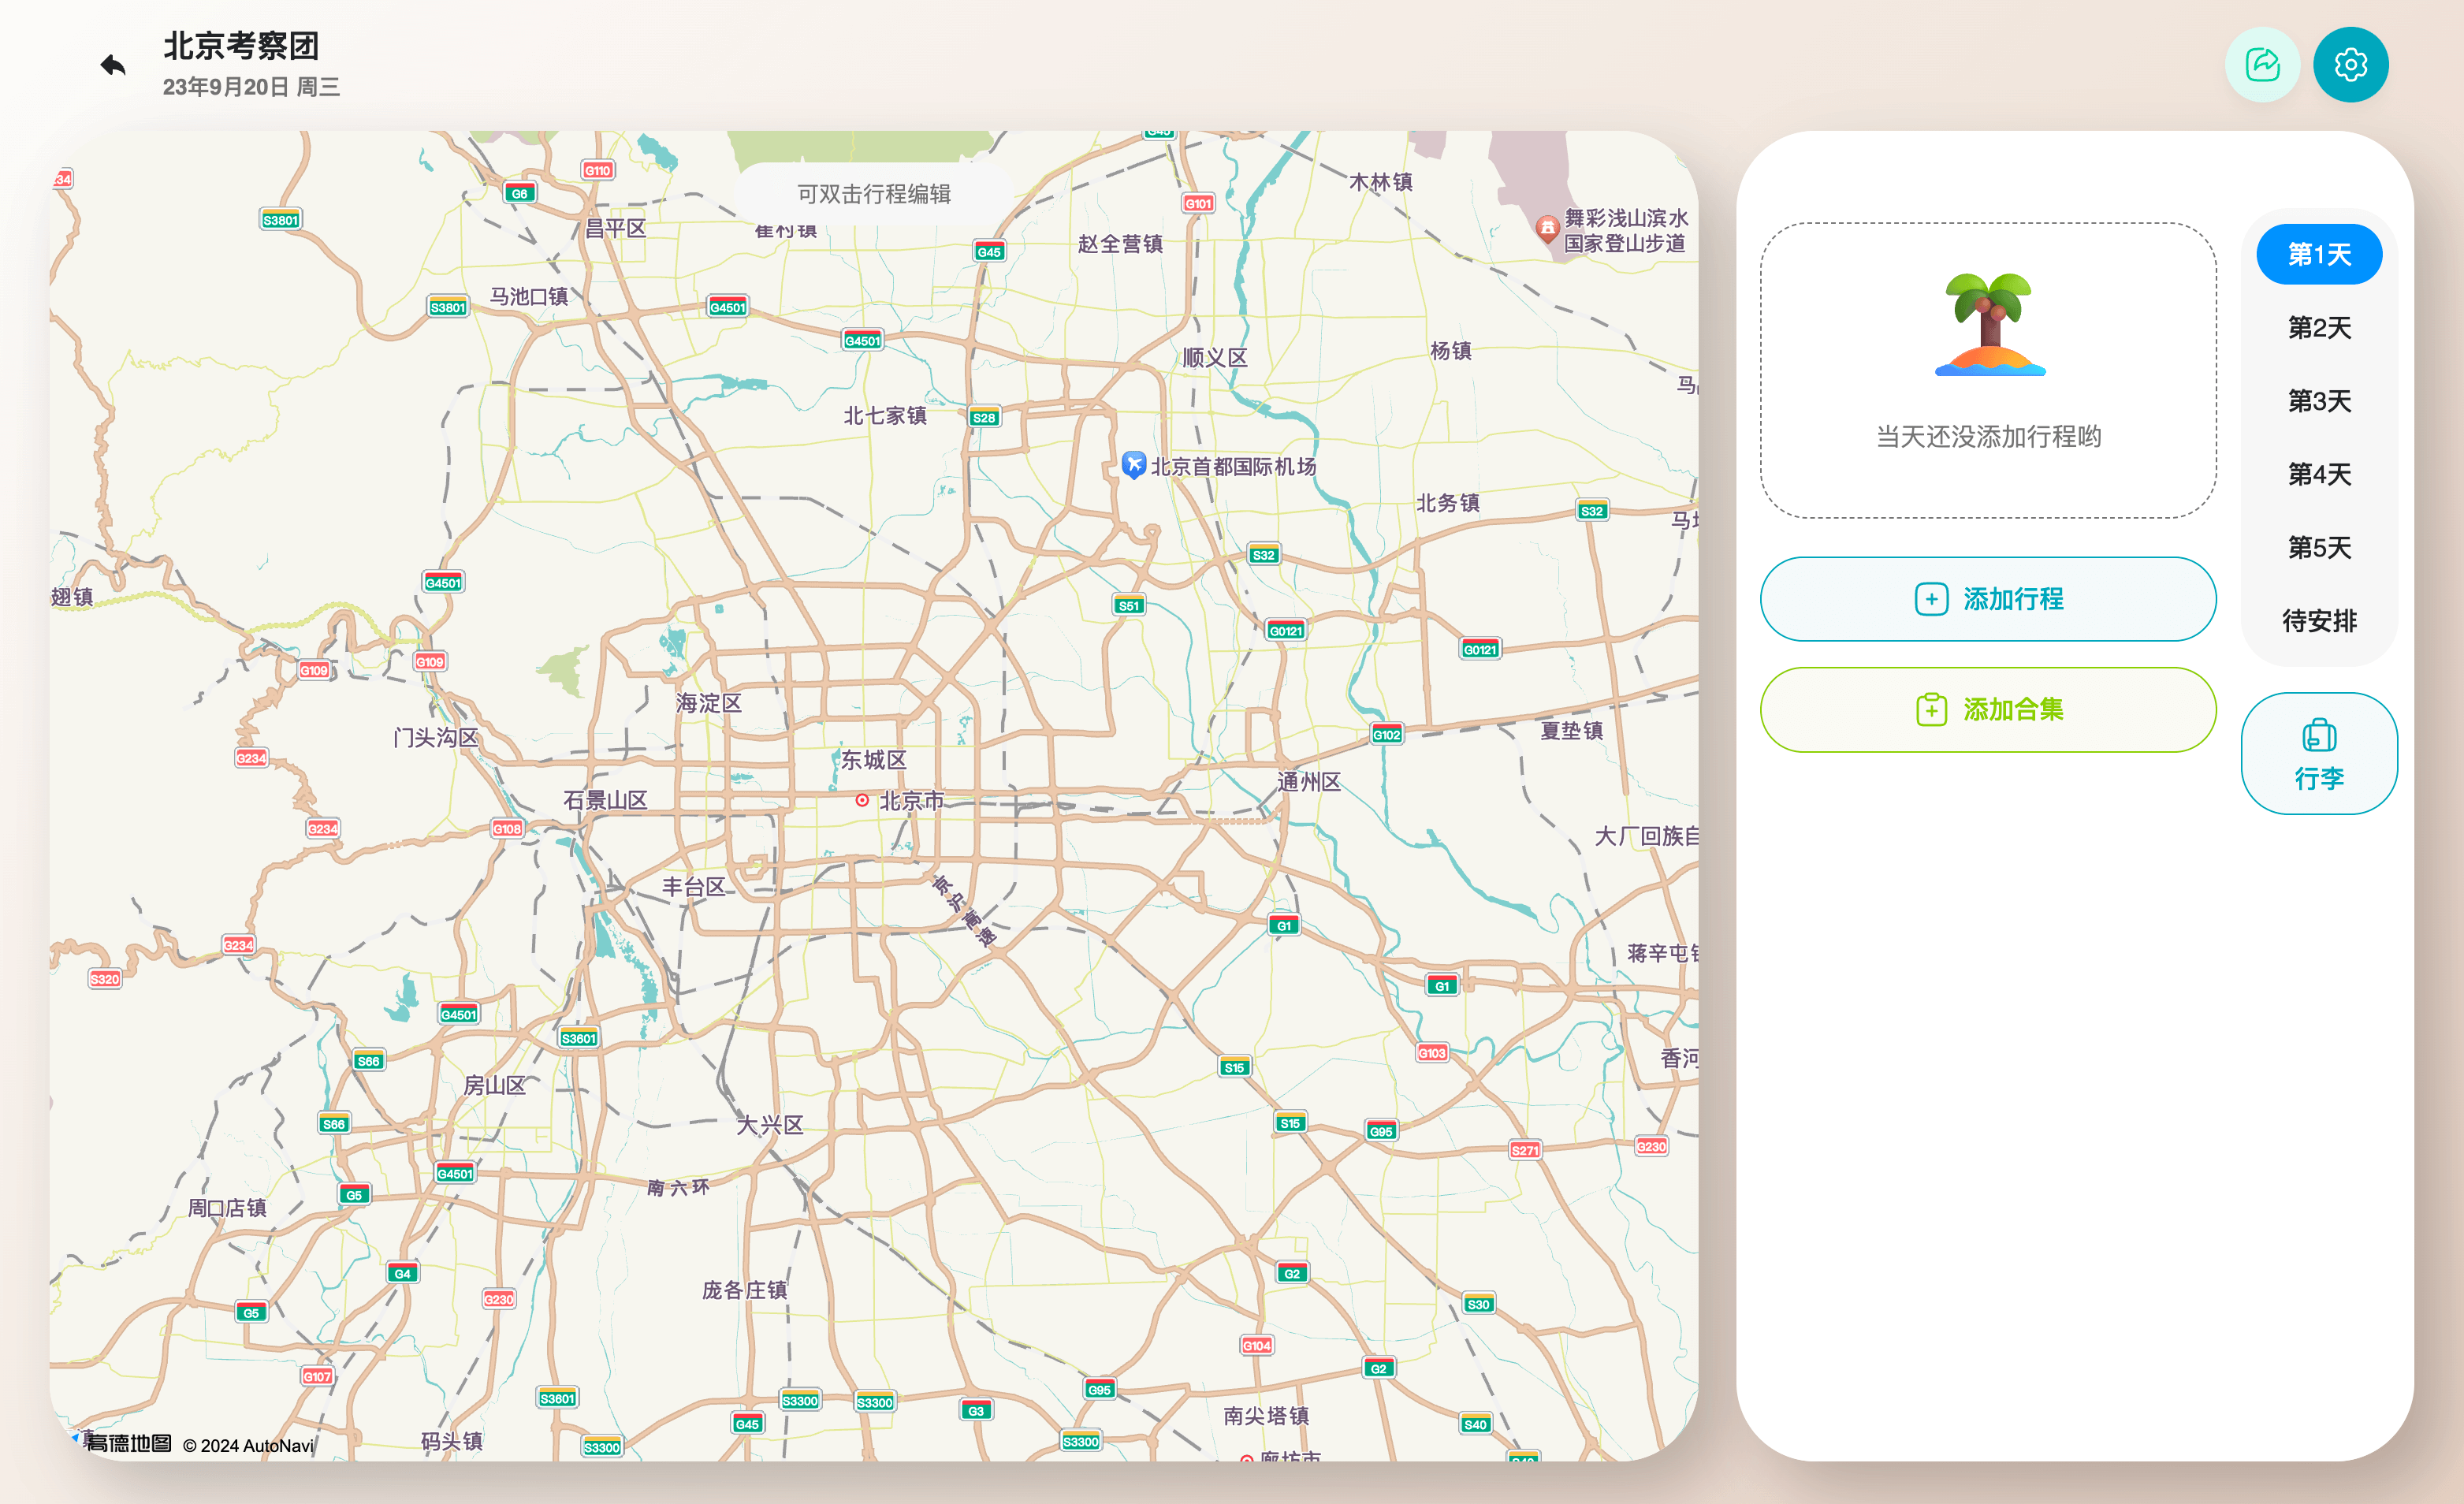 北京考察团
23年9月20日 周三
可双击行程编辑
G110
G6
S3801
昌平区
崔村镇
G45
G101
木林镇
舞彩浅山滨水
国家登山步道
赵全营镇
G45
马池口镇
S3801
G4501
G4501
顺义区
杨镇
北七家镇
S28
北京首都国际机场
北务镇
S32
S32
G4501
S51
G0121
G0121
G109
G109
海淀区
门头沟区
G234
东城区
G102
夏垫镇
通州区
石景山区
北京市
G234
G108
大厂回族自
丰台区
京沪高速
G1
G234
S320
蒋辛屯镇
G1
G4501
S3601
S66
G103
香河
S15
房山区
S66
大兴区
S15
G95
S271
G230
G4501
G5
南六环
周口店镇
G4
G230
庞各庄镇
G2
S30
G5
G104
G107
G2
S3601
S3300
S3300
G3
G95
G45
南尖塔镇
S40
码头镇
S3300
S3300
廊坊市
高德地图 © 2024 AutoNavi
当天还没添加行程哟
添加行程
添加合集
第1天
第2天
第3天
第4天
第5天
待安排
行李